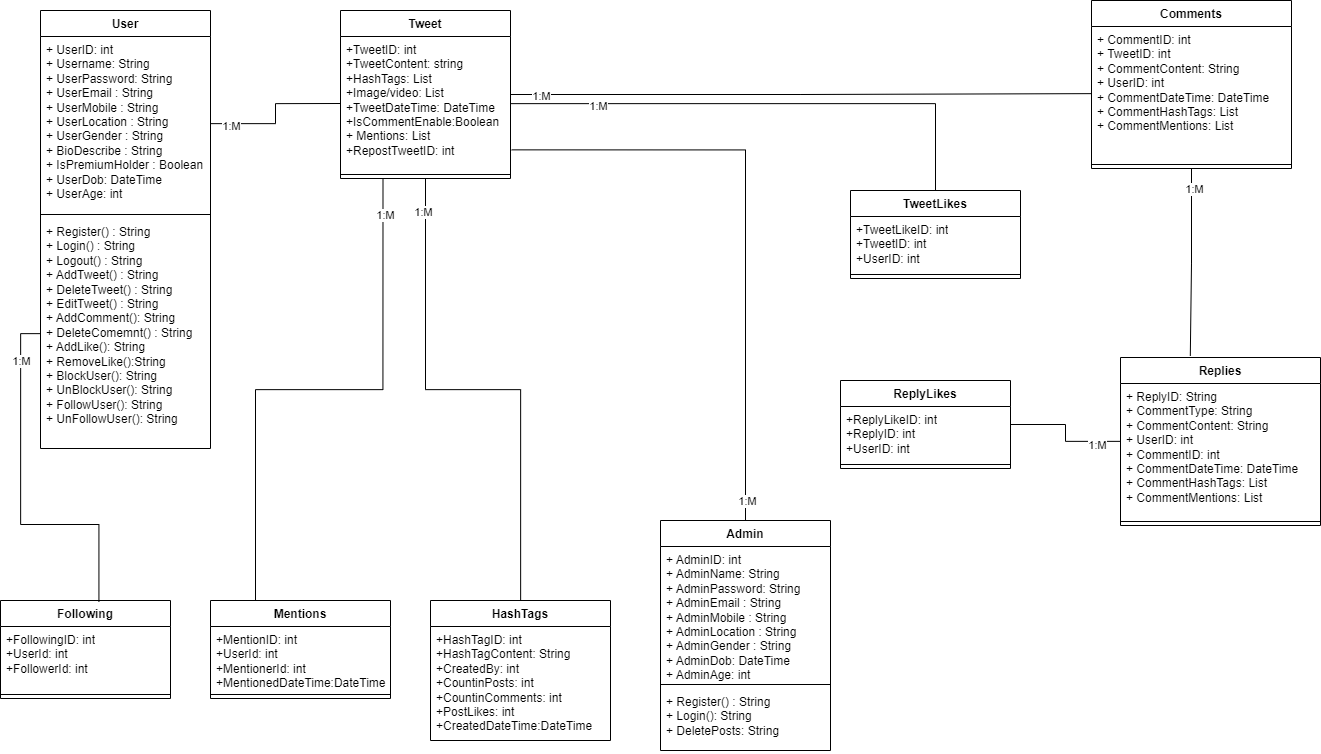 User
+ UserID: int
+ Username: String
+ UserPassword: String
+ UserEmail : String
+ UserMobile : String
+ UserLocation : String
+ UserGender : String
+ BioDescribe : String
+ IsPremiumHolder : Boolean
+ UserDob: DateTime
+ UserAge: int
+ Register() : String
+ Login() : String
+ Logout() : String
+ AddTweet() : String
+ DeleteTweet() : String
+ EditTweet() : String
+ AddComment(): String
+ DeleteComemnt() : String
+ AddLike(): String
+ RemoveLike():String
+ BlockUser(): String
+ UnBlockUser(): String
+ FollowUser(): String
+ UnFollowUser(): String
1:M
Tweet
+TweetID: int
+TweetContent: string
+HashTags: List
+Image/video: List
+TweetDateTime: DateTime
+IsCommentEnable:Boolean
+ Mentions: List
+RepostTweetID: int
1:M
1:M
Comments
+ CommentID: int
+ TweetID: int
+ CommentContent: String
+ UserID: int
+ CommentDateTime: DateTime
+ CommentHashTags: List
+ CommentMentions: List
1:M
1:M
1:M
TweetLikes
+TweetLikeID: int
+TweetID: int
+UserID: int
1:M
ReplyLikes
+ReplyLikeID: int
+ReplyID: int
+UserID: int
1:M
Replies
+ ReplyID: String
+ CommentType: String
+ CommentContent: String
+ UserID: int
+ CommentID: int
+ CommentDateTime: DateTime
+ CommentHashTags: List
+ CommentMentions: List
1:M
Following
+FollowingID: int
+UserId: int
+FollowerId: int
Mentions
+MentionID: int
+UserId: int
+MentionerId: int
+MentionedDateTime:DateTime
HashTags
+HashTagID: int
+HashTagContent: String
+CreatedBy: int
+CountinPosts: int
+CountinComments: int
+PostLikes: int
+CreatedDateTime:DateTime
1:M
Admin
+ AdminID: int
+ AdminName: String
+ AdminPassword: String
+ AdminEmail : String
+ AdminMobile : String
+ AdminLocation : String
+ AdminGender : String
+ AdminDob: DateTime
+ AdminAge: int
+ Register() : String
+ Login(): String
+ DeletePosts: String